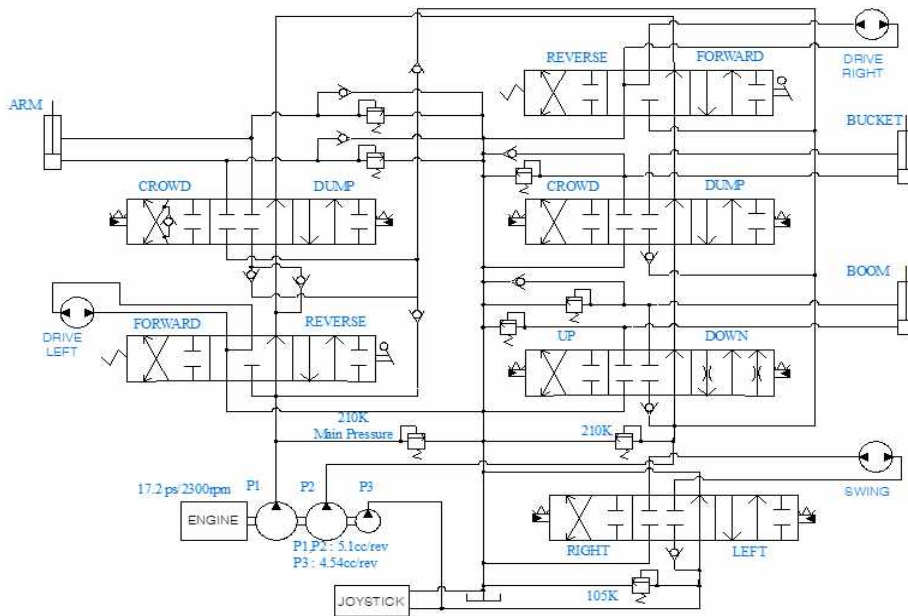 REVERSE FORWARD
DRIVE
RIGHT
ARM
BUCKET
CROWD DUMP
CROWD DUMP
BOOM
FORWARD REVERSE
DRIVE
LEFT
UP DOWN
210K
Main Pressure
210K
17.2 ps/2300rpm P1 P2 P3
SWING
ENGINE
P1,P2 : 5.1cc/rev
P3 : 4.54cc/rev
RIGHT LEFT
JOYSTICK
105K